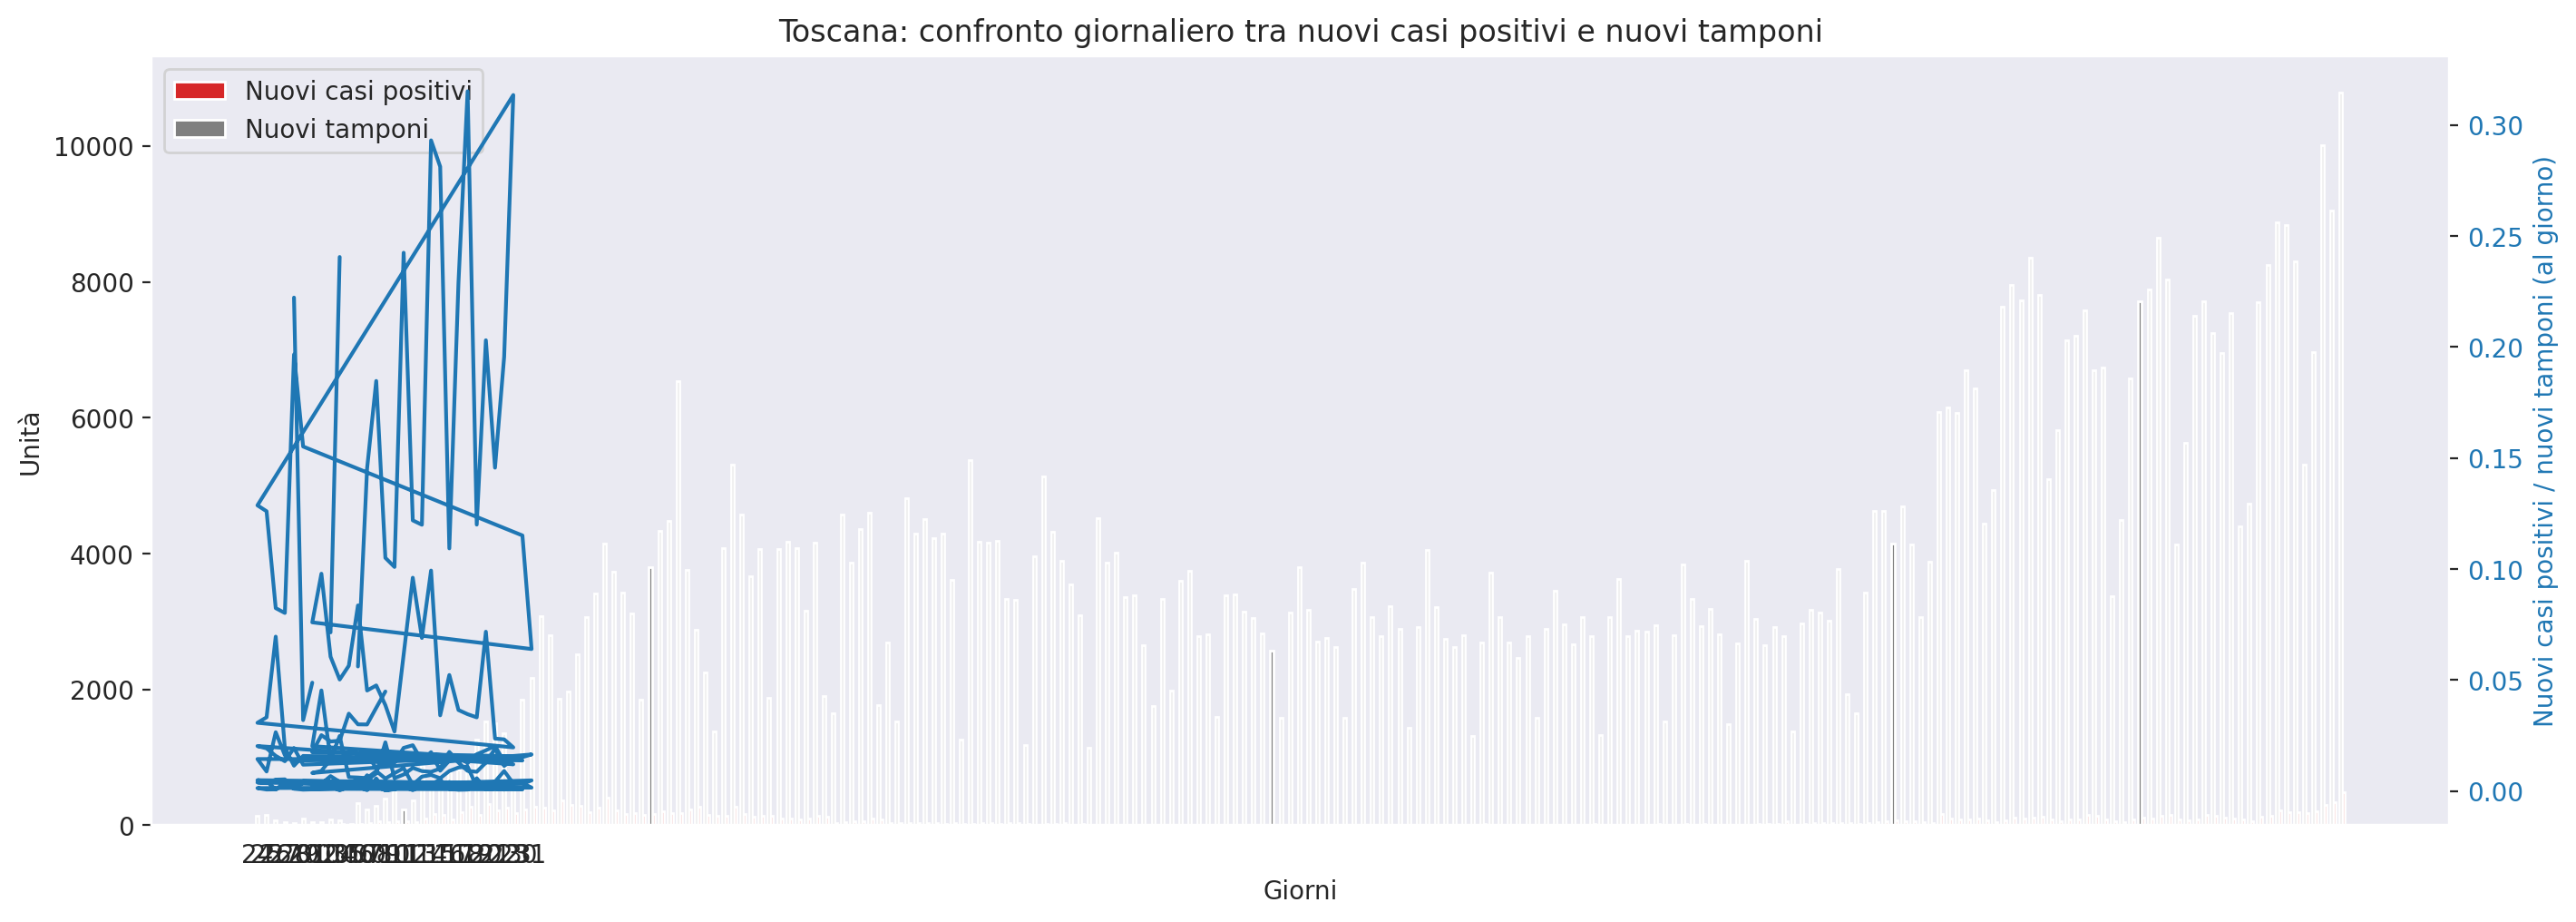 Toscana: confronto giornaliero tra nuovi casi positivi e nuovi tamponi
Nuovi casi positivi
Nuovi tamponi
10000
8000
6000
4000
2000
0
Unità
0.30
0.25
0.20
0.15
0.10
0.05
0.00
Nuovi casi positivi / nuovi tamponi (al giorno)
Giorni